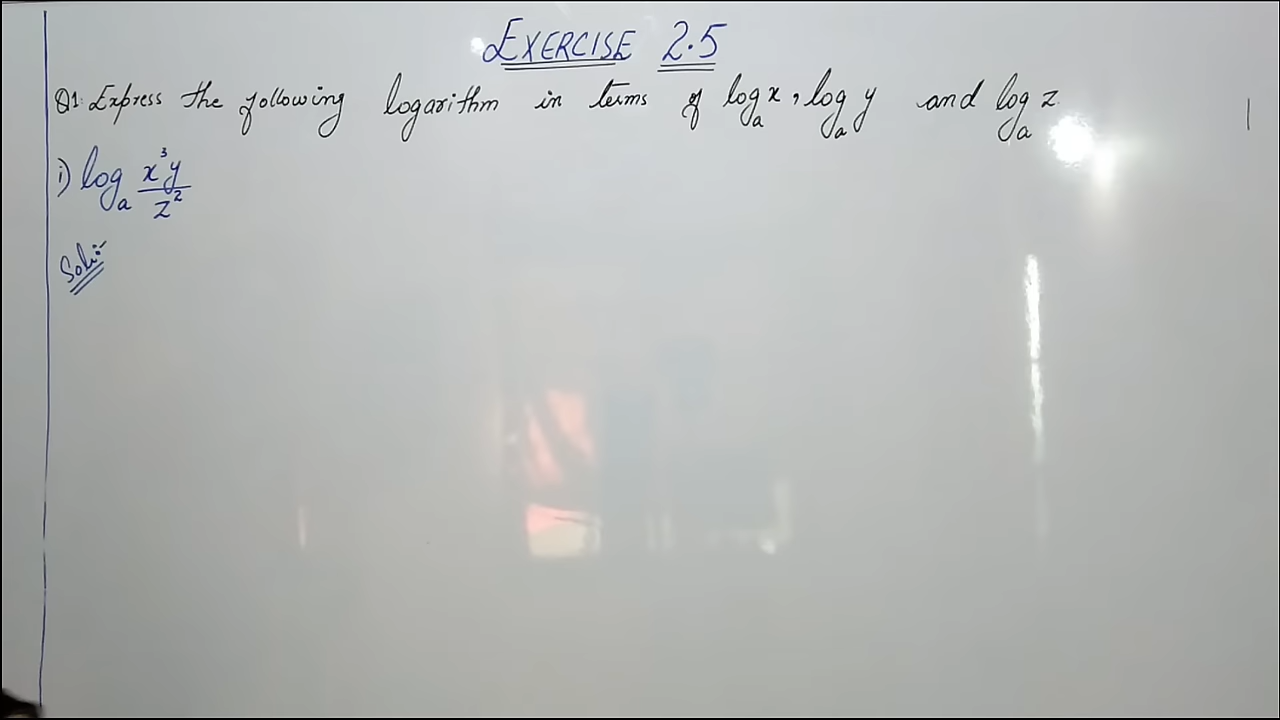 EXERCISE 2.5
Q1. Express the following logarithm in terms of logₐx, logₐy and logₐz.
i) logₐ x³y/z²
Sol:-